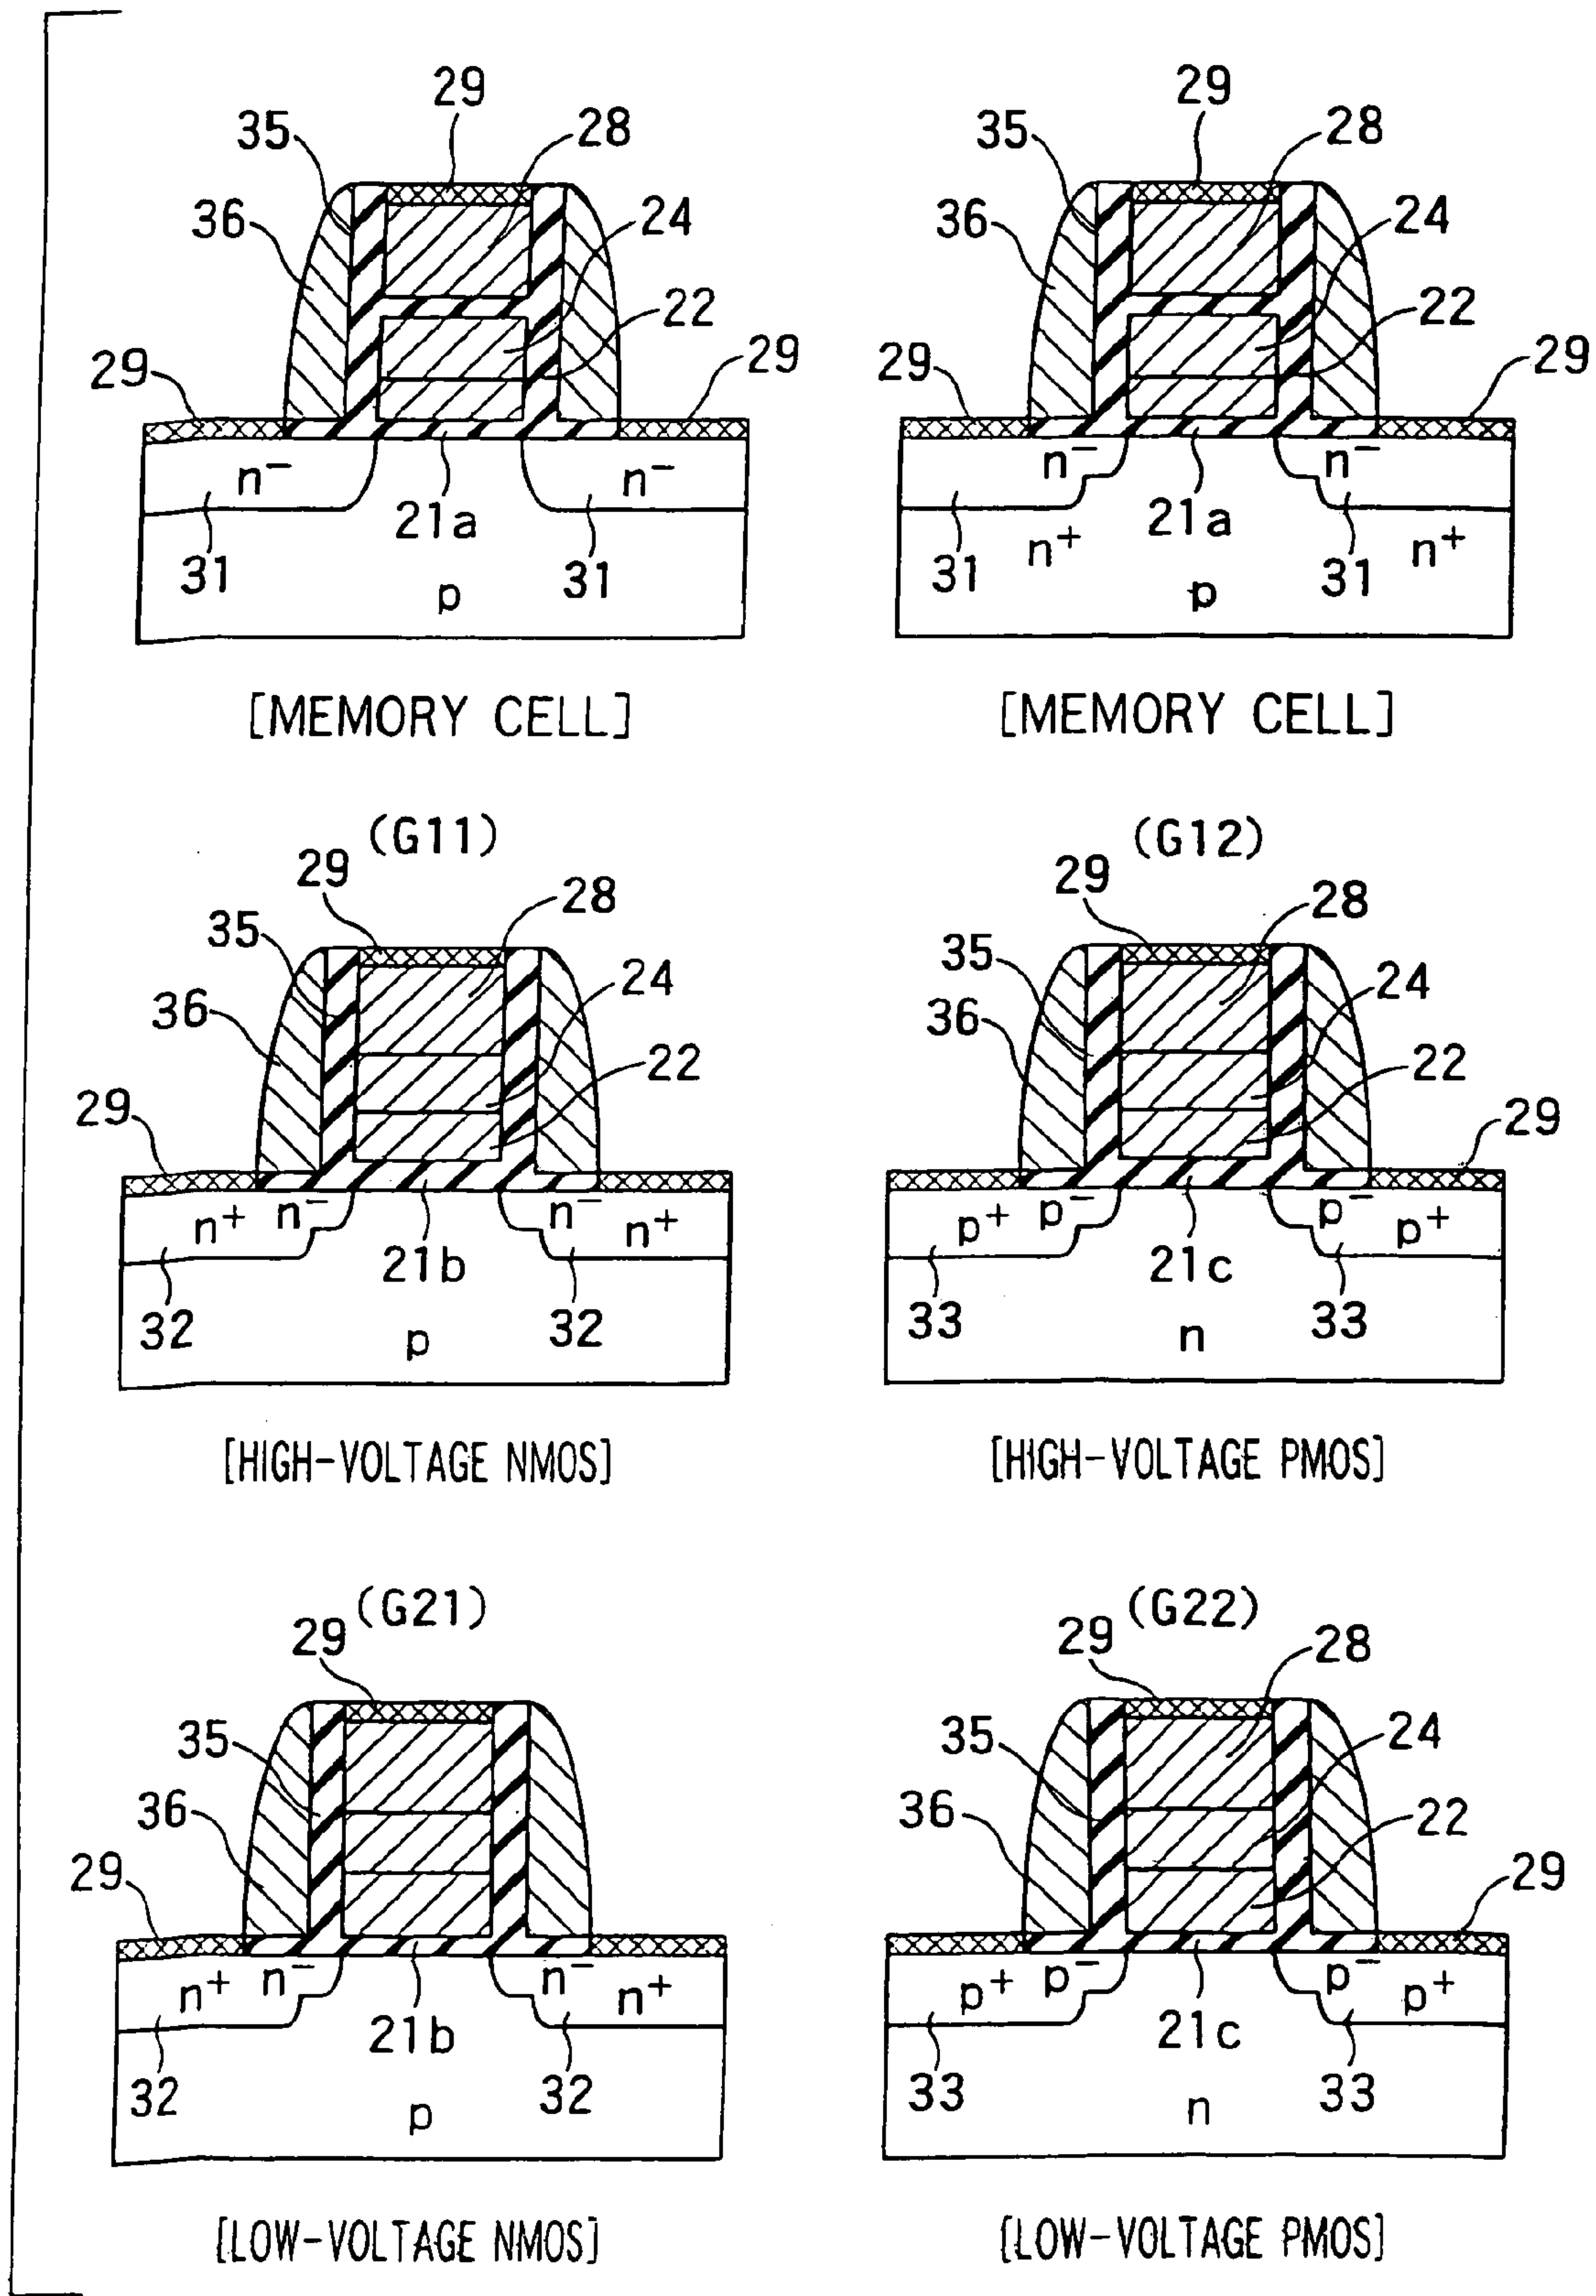 29
29
35
28
35
28
36
24
36
24
22
22
29
29
29
29
n−
n−
n−
n−
21a
21a
31
31
31
n+
31
n+
p
p
[MEMORY CELL]
[MEMORY CELL]
(G11)
(G12)
29
28
29
28
35
24
35
24
36
22
36
22
29
29
n+
n−
n−
n+
p+
p−
p−
p+
21b
21c
32
32
33
33
p
n
[HIGH-VOLTAGE NMOS]
[HIGH-VOLTAGE PMOS]
(G21)
(G22)
29
29
28
35
35
24
36
36
22
29
29
n+
n−
n−
n+
p+
p−
p−
p+
21b
21c
32
32
33
33
p
n
[LOW-VOLTAGE NMOS]
[LOW-VOLTAGE PMOS]